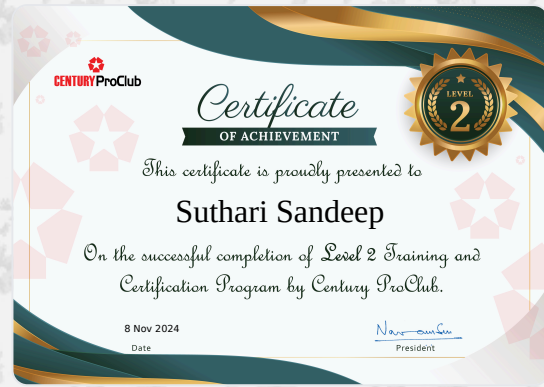 CENTURY ProClub
Certificate
OF ACHIEVEMENT
LEVEL
2
This certificate is proudly presented to
Suthari Sandeep
On the successful completion of Level 2 Training and
Certification Program by Century ProClub.
8 Nov 2024
Date
President